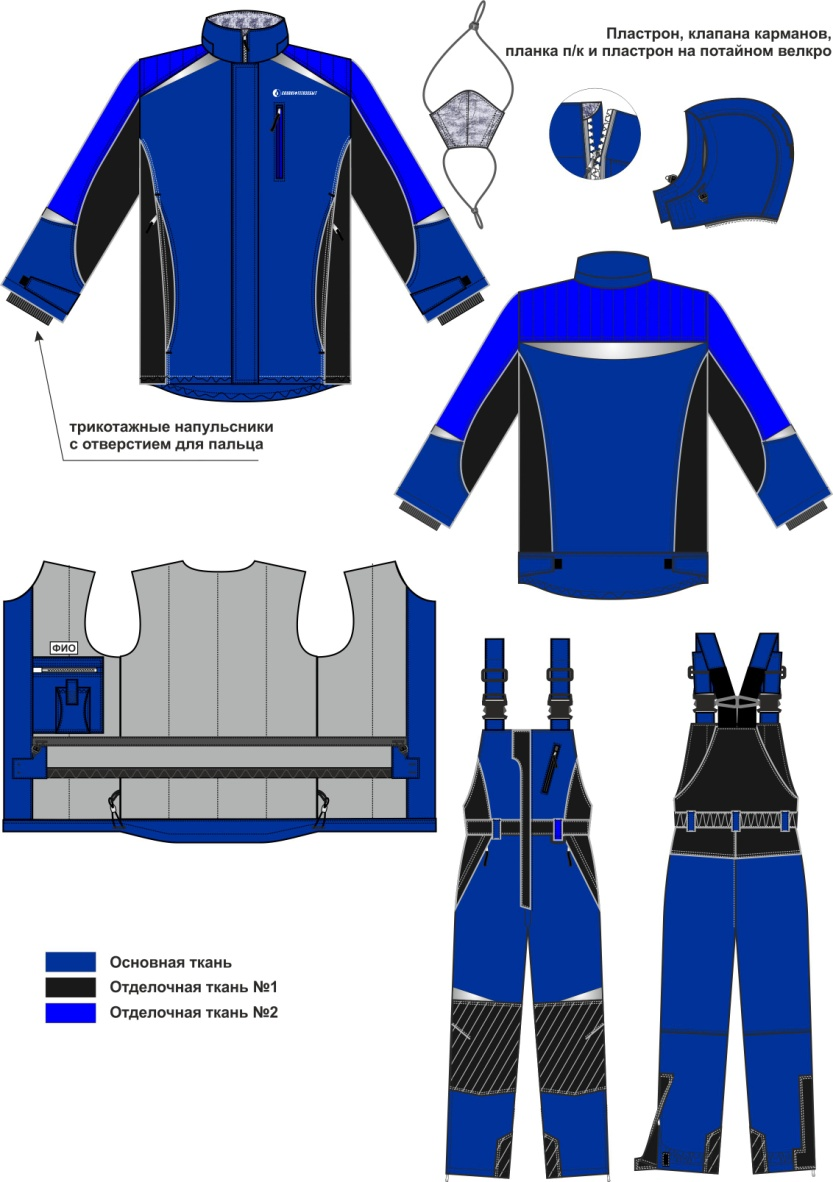 Пластрон, клапана карманов,
планка п/к и пластрон на потайном велкро
трикотажные напульсники
с отверстием для пальца
ФИО
Основная ткань
Отделочная ткань №1
Отделочная ткань №2